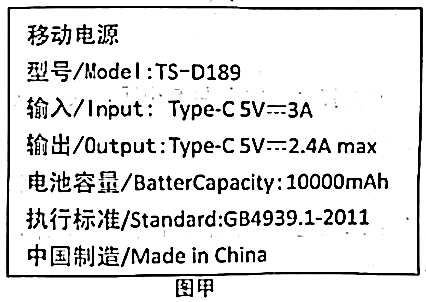 移动电源
型号/Model:TS-D189
输入/Input: Type-C 5V⎓3A
输出/Output:Type-C 5V⎓2.4A max
电池容量/BatterCapacity:10000mAh
执行标准/Standard:GB4939.1-2011
中国制造/Made in China
图甲